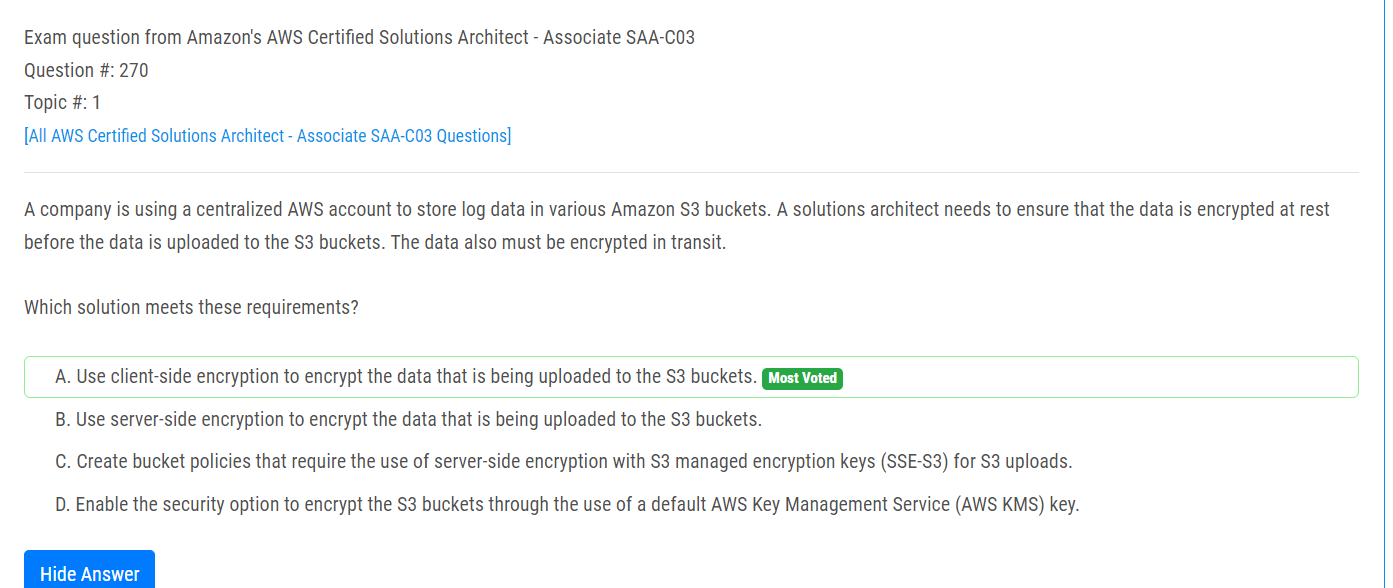 Exam question from Amazon's AWS Certified Solutions Architect - Associate SAA-C03
Question #: 270
Topic #: 1
[All AWS Certified Solutions Architect - Associate SAA-C03 Questions]
A company is using a centralized AWS account to store log data in various Amazon S3 buckets. A solutions architect needs to ensure that the data is encrypted at rest
before the data is uploaded to the S3 buckets. The data also must be encrypted in transit.
Which solution meets these requirements?
A. Use client-side encryption to encrypt the data that is being uploaded to the S3 buckets. Most Voted
B. Use server-side encryption to encrypt the data that is being uploaded to the S3 buckets.
C. Create bucket policies that require the use of server-side encryption with S3 managed encryption keys (SSE-S3) for S3 uploads.
D. Enable the security option to encrypt the S3 buckets through the use of a default AWS Key Management Service (AWS KMS) key.
Hide Answer